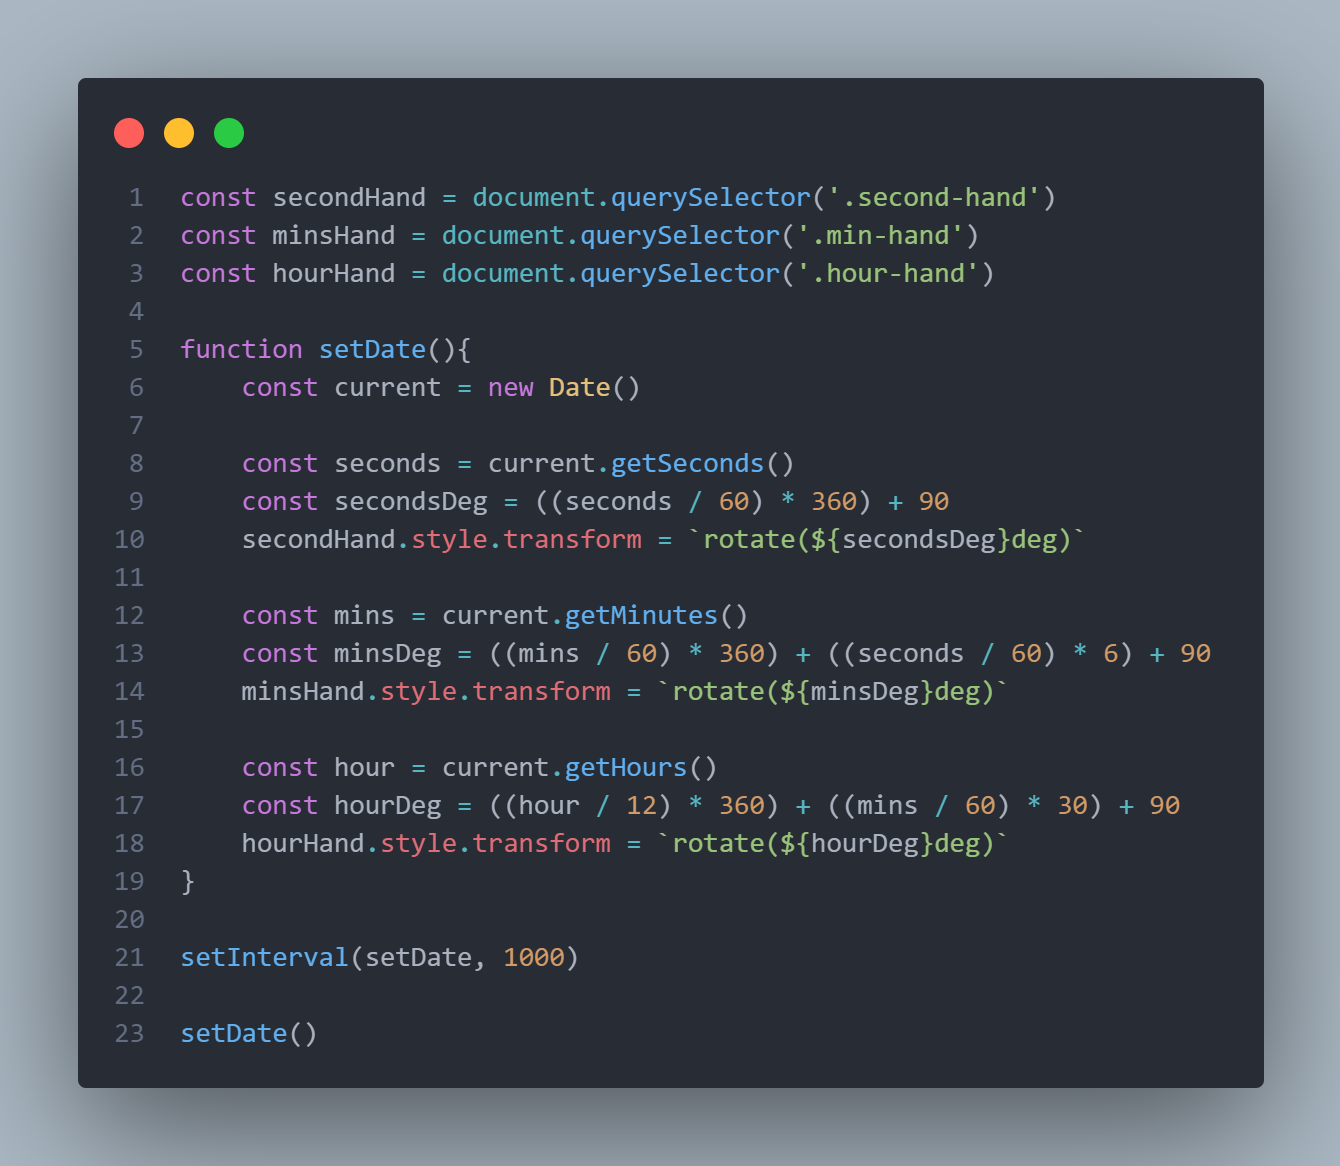 1 const secondHand = document.querySelector('.second-hand')
2 const minsHand = document.querySelector('.min-hand')
3 const hourHand = document.querySelector('.hour-hand')
4
5 function setDate(){
6     const current = new Date()
7
8     const seconds = current.getSeconds()
9     const secondsDeg = ((seconds / 60) * 360) + 90
10     secondHand.style.transform = `rotate(${secondsDeg}deg)`
11
12     const mins = current.getMinutes()
13     const minsDeg = ((mins / 60) * 360) + ((seconds / 60) * 6) + 90
14     minsHand.style.transform = `rotate(${minsDeg}deg)`
15
16     const hour = current.getHours()
17     const hourDeg = ((hour / 12) * 360) + ((mins / 60) * 30) + 90
18     hourHand.style.transform = `rotate(${hourDeg}deg)`
19 }
20
21 setInterval(setDate, 1000)
22
23 setDate()